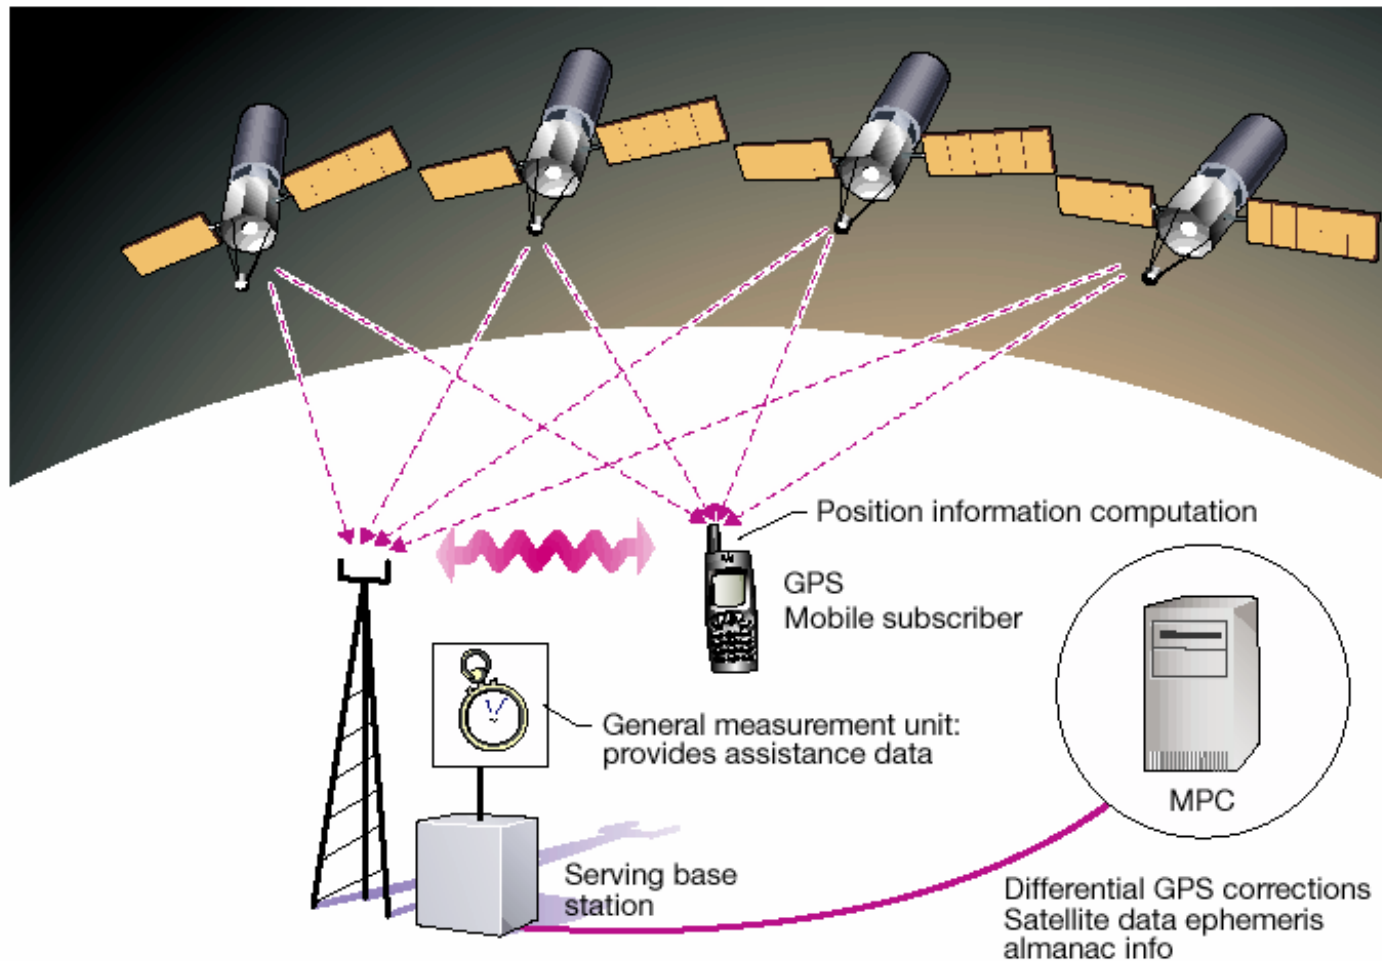 Position information computation
GPS
Mobile subscriber
General measurement unit:
provides assistance data
MPC
Serving base
station
Differential GPS corrections
Satellite data ephemeris
almanac info